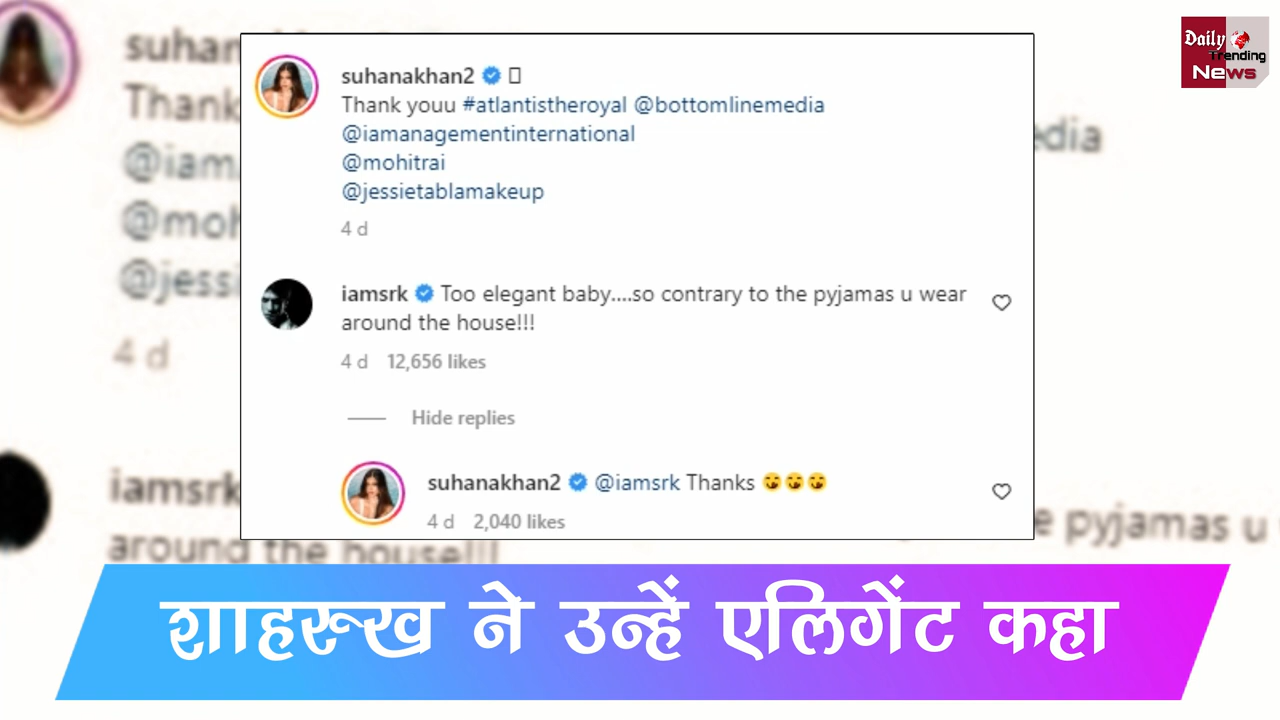 Daily
Trending
News
suhanakhan2
Thank youu #atlantistheroyal @bottomlinemedia
@iamanagementinternational
@mohitrai
@jessietablamakeup
4 d
iamsrk Too elegant baby....so contrary to the pyjamas u wear
around the house!!!
4 d 12,656 likes
Hide replies
suhanakhan2 @iamsrk Thanks 😘😘😘
4 d 2,040 likes
शाहरूख ने उन्हें एलिगेंट कहा